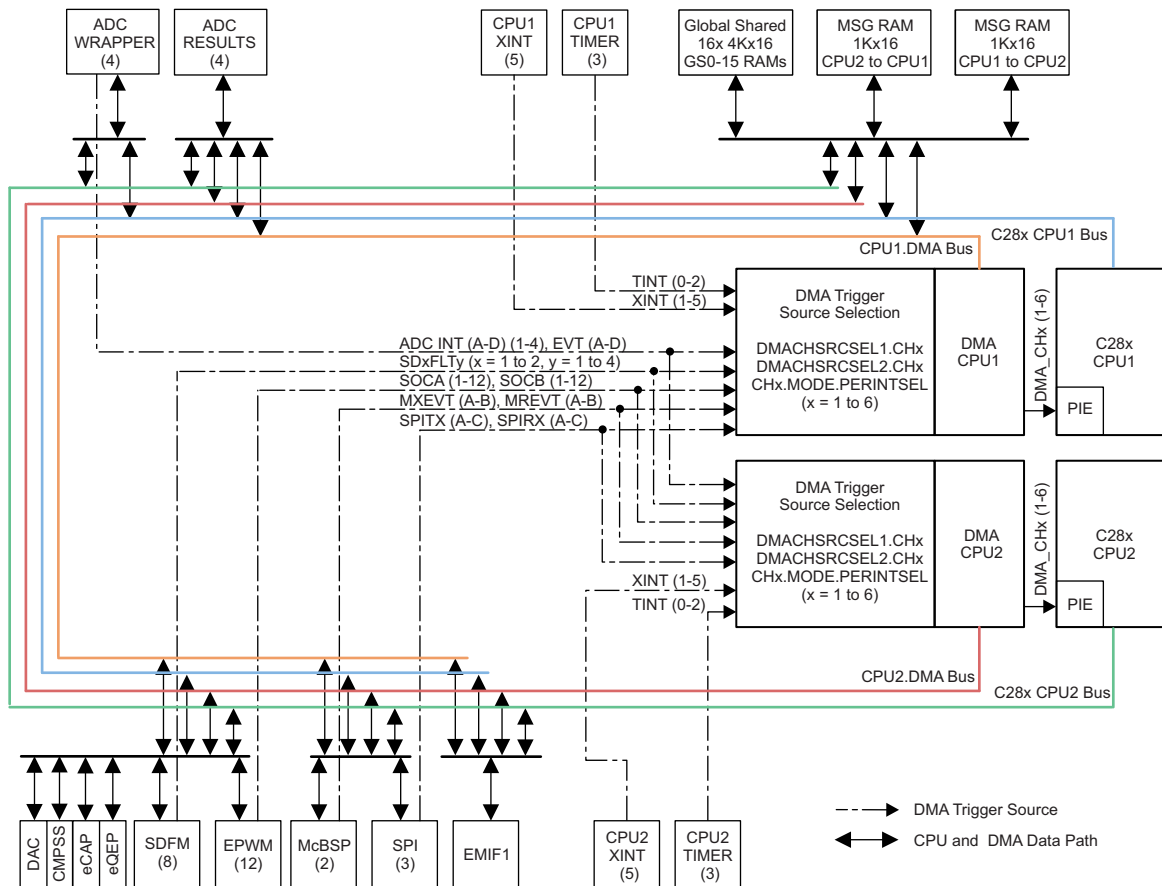 ADC
WRAPPER
(4)
ADC
RESULTS
(4)
CPU1
XINT
(5)
CPU1
TIMER
(3)
Global Shared
16x 4Kx16
GS0-15 RAMs
MSG RAM
1Kx16
CPU2 to CPU1
MSG RAM
1Kx16
CPU1 to CPU2
C28x CPU1 Bus
CPU1.DMA Bus
TINT (0-2)
XINT (1-5)
ADC INT (A-D) (1-4), EVT (A-D)
SDxFLTy (x = 1 to 2, y = 1 to 4)
SOCA (1-12), SOCB (1-12)
MXEVT (A-B), MREVT (A-B)
SPITX (A-C), SPIRX (A-C)
DMA Trigger
Source Selection
DMACHSRCSEL1.CHx
DMACHSRCSEL2.CHx
CHx.MODE.PERINTSEL
(x = 1 to 6)
DMA
CPU1
DMA_CHx (1-6)
C28x
CPU1
PIE
DMA Trigger
Source Selection
DMACHSRCSEL1.CHx
DMACHSRCSEL2.CHx
CHx.MODE.PERINTSEL
(x = 1 to 6)
DMA
CPU2
DMA_CHx (1-6)
C28x
CPU2
PIE
XINT (1-5)
TINT (0-2)
CPU2.DMA Bus
C28x CPU2 Bus
DAC
CMPSS
eCAP
eQEP
SDFM
(8)
EPWM
(12)
McBSP
(2)
SPI
(3)
EMIF1
CPU2
XINT
(5)
CPU2
TIMER
(3)
DMA Trigger Source
CPU and DMA Data Path